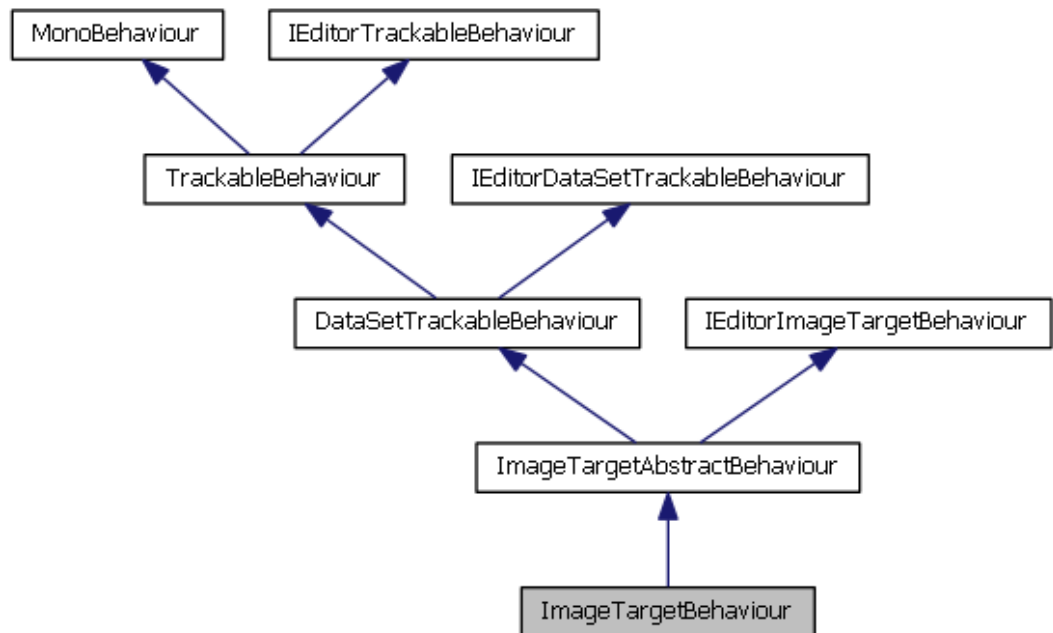 MonoBehaviour
IEditorTrackableBehaviour
TrackableBehaviour
IEditorDataSetTrackableBehaviour
DataSetTrackableBehaviour
IEditorImageTargetBehaviour
ImageTargetAbstractBehaviour
ImageTargetBehaviour